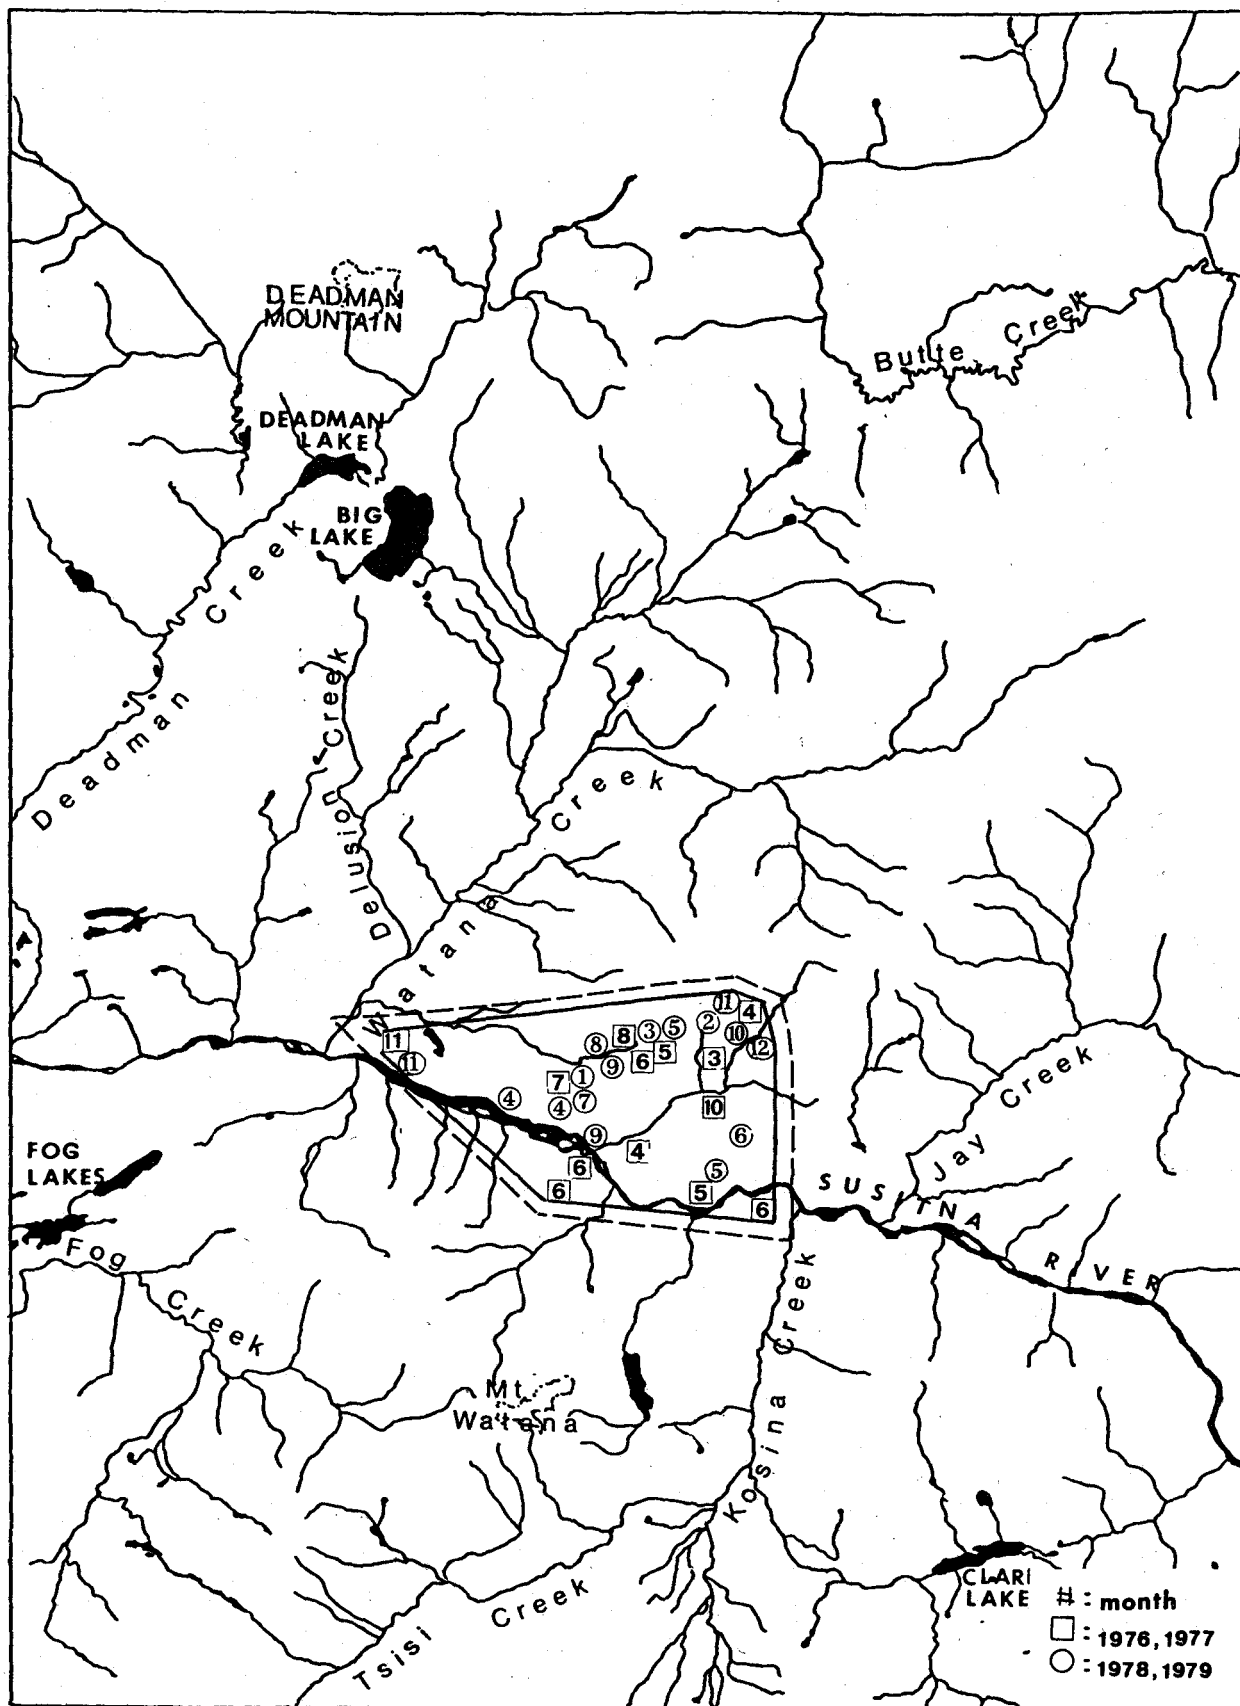 DEADMAN
MOUNTAIN
Butte Creek
DEADMAN
LAKE
BIG
LAKE
Deadman Creek
Delusion Creek
Watana Creek
11
4
2
10
12
3
5
8
8
5
6
9
3
1
7
7
4
4
10
11
11
9
4
6
6
6
5
5
6
Jay Creek
FOG
LAKES
SUSITNA RIVER
Fog Creek
Kosina Creek
Mt.
Watana
Tsisi Creek
CLAR
LAKE
# : month
□ : 1976, 1977
○ : 1978, 1979